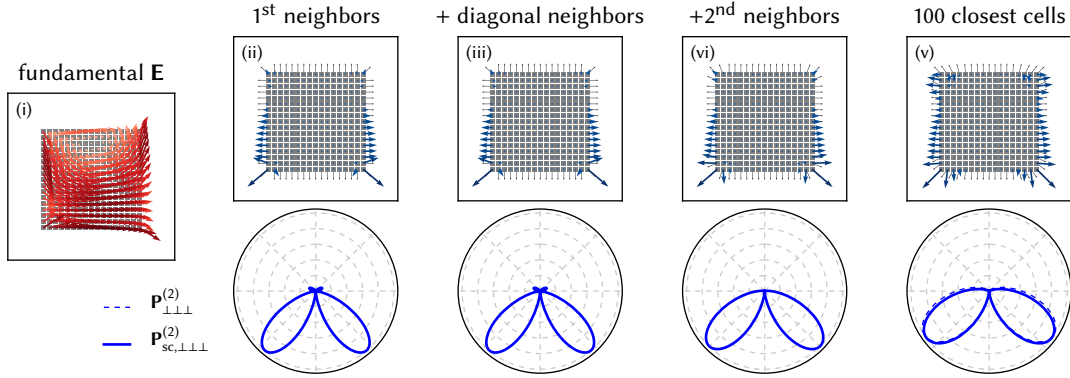 1st neighbors
+ diagonal neighbors
+2nd neighbors
100 closest cells
fundamental E
(i)
(ii)
(iii)
(vi)
(v)
P(2)⊥⊥⊥
P(2)sc,⊥⊥⊥